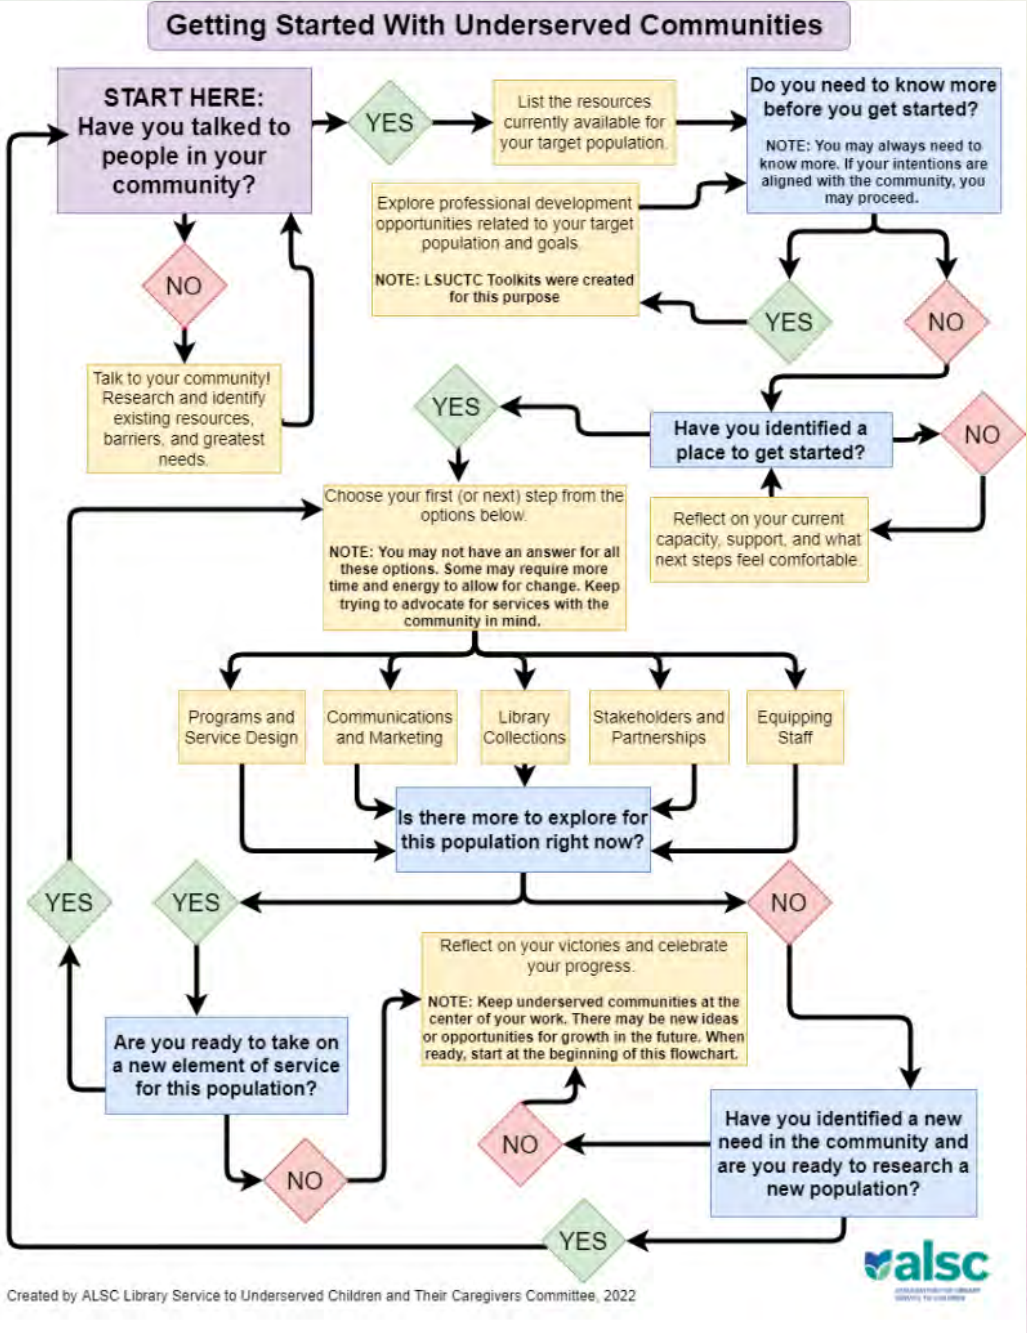 Getting Started With Underserved Communities
START HERE:
Have you talked to
people in your
community?
YES
List the resources
currently available for
your target population.
Do you need to know more
before you get started?
NOTE: You may always need to
know more. If your intentions are
aligned with the community, you
may proceed.
Explore professional development
opportunities related to your target
population and goals.
NOTE: LSUCTC Toolkits were created
for this purpose
NO
YES
NO
Talk to your community!
Research and identify
existing resources,
barriers, and greatest
needs.
YES
Have you identified a
place to get started?
NO
Choose your first (or next) step from the
options below.
NOTE: You may not have an answer for all
these options. Some may require more
time and energy to allow for change. Keep
trying to advocate for services with the
community in mind.
Reflect on your current
capacity, support, and what
next steps feel comfortable.
Programs and
Service Design
Communications
and Marketing
Library
Collections
Stakeholders and
Partnerships
Equipping
Staff
Is there more to explore for
this population right now?
YES
YES
NO
Reflect on your victories and celebrate
your progress.
NOTE: Keep underserved communities at the
center of your work. There may be new ideas
or opportunities for growth in the future. When
ready, start at the beginning of this flowchart.
Are you ready to take on
a new element of service
for this population?
NO
NO
Have you identified a new
need in the community and
are you ready to research a
new population?
YES
alsc
Created by ALSC Library Service to Underserved Children and Their Caregivers Committee, 2022